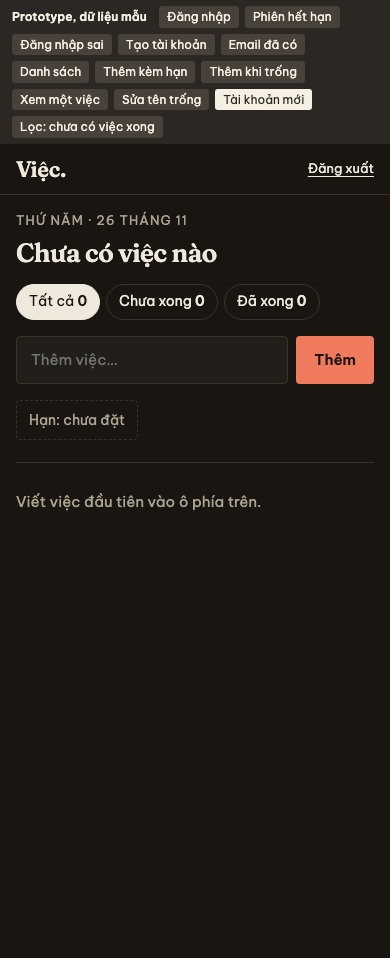 Prototype, dữ liệu mẫu Đăng nhập Phiên hết hạn
Đăng nhập sai Tạo tài khoản Email đã có
Danh sách Thêm kèm hạn Thêm khi trống
Xem một việc Sửa tên trống Tài khoản mới
Lọc: chưa có việc xong
Việc. Đăng xuất
THỨ NĂM · 26 THÁNG 11
Chưa có việc nào
Tất cả 0 Chưa xong 0 Đã xong 0
Thêm việc... Thêm
Hạn: chưa đặt
Viết việc đầu tiên vào ô phía trên.